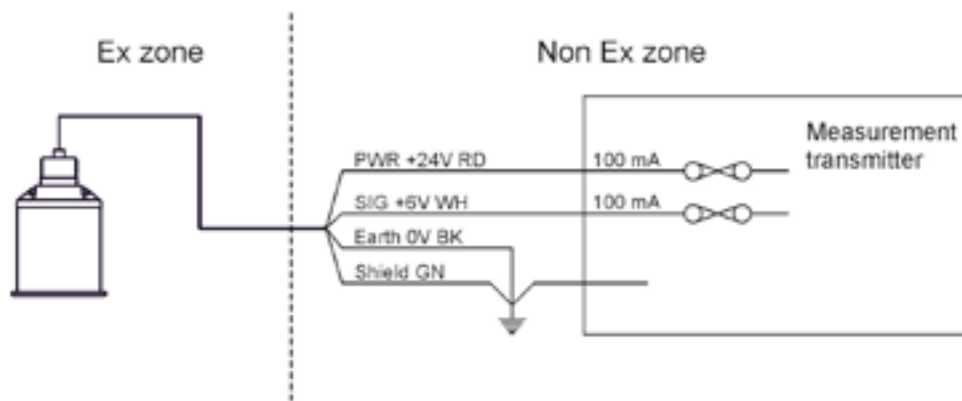 Ex zone
Non Ex zone
Measurement
transmitter
PWR +24V RD
100 mA
SIG +6V WH
100 mA
Earth 0V BK
Shield GN